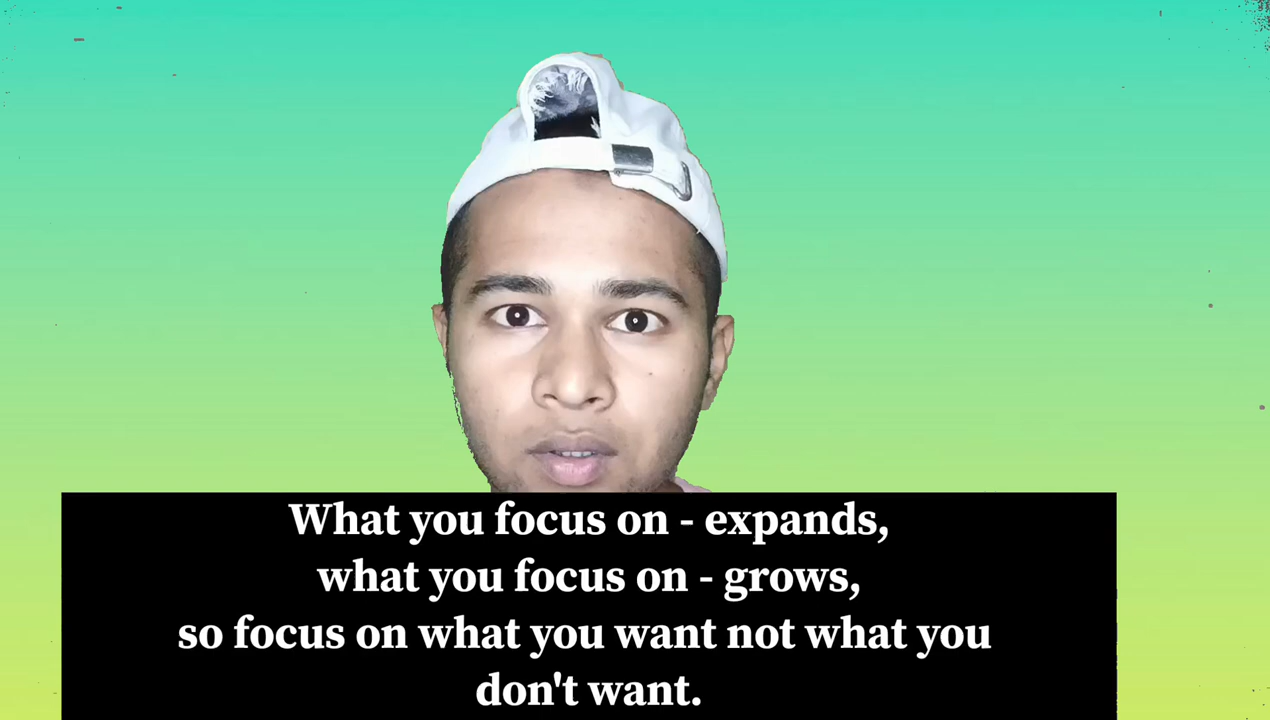 What you focus on - expands,
what you focus on - grows,
so focus on what you want not what you
don't want.